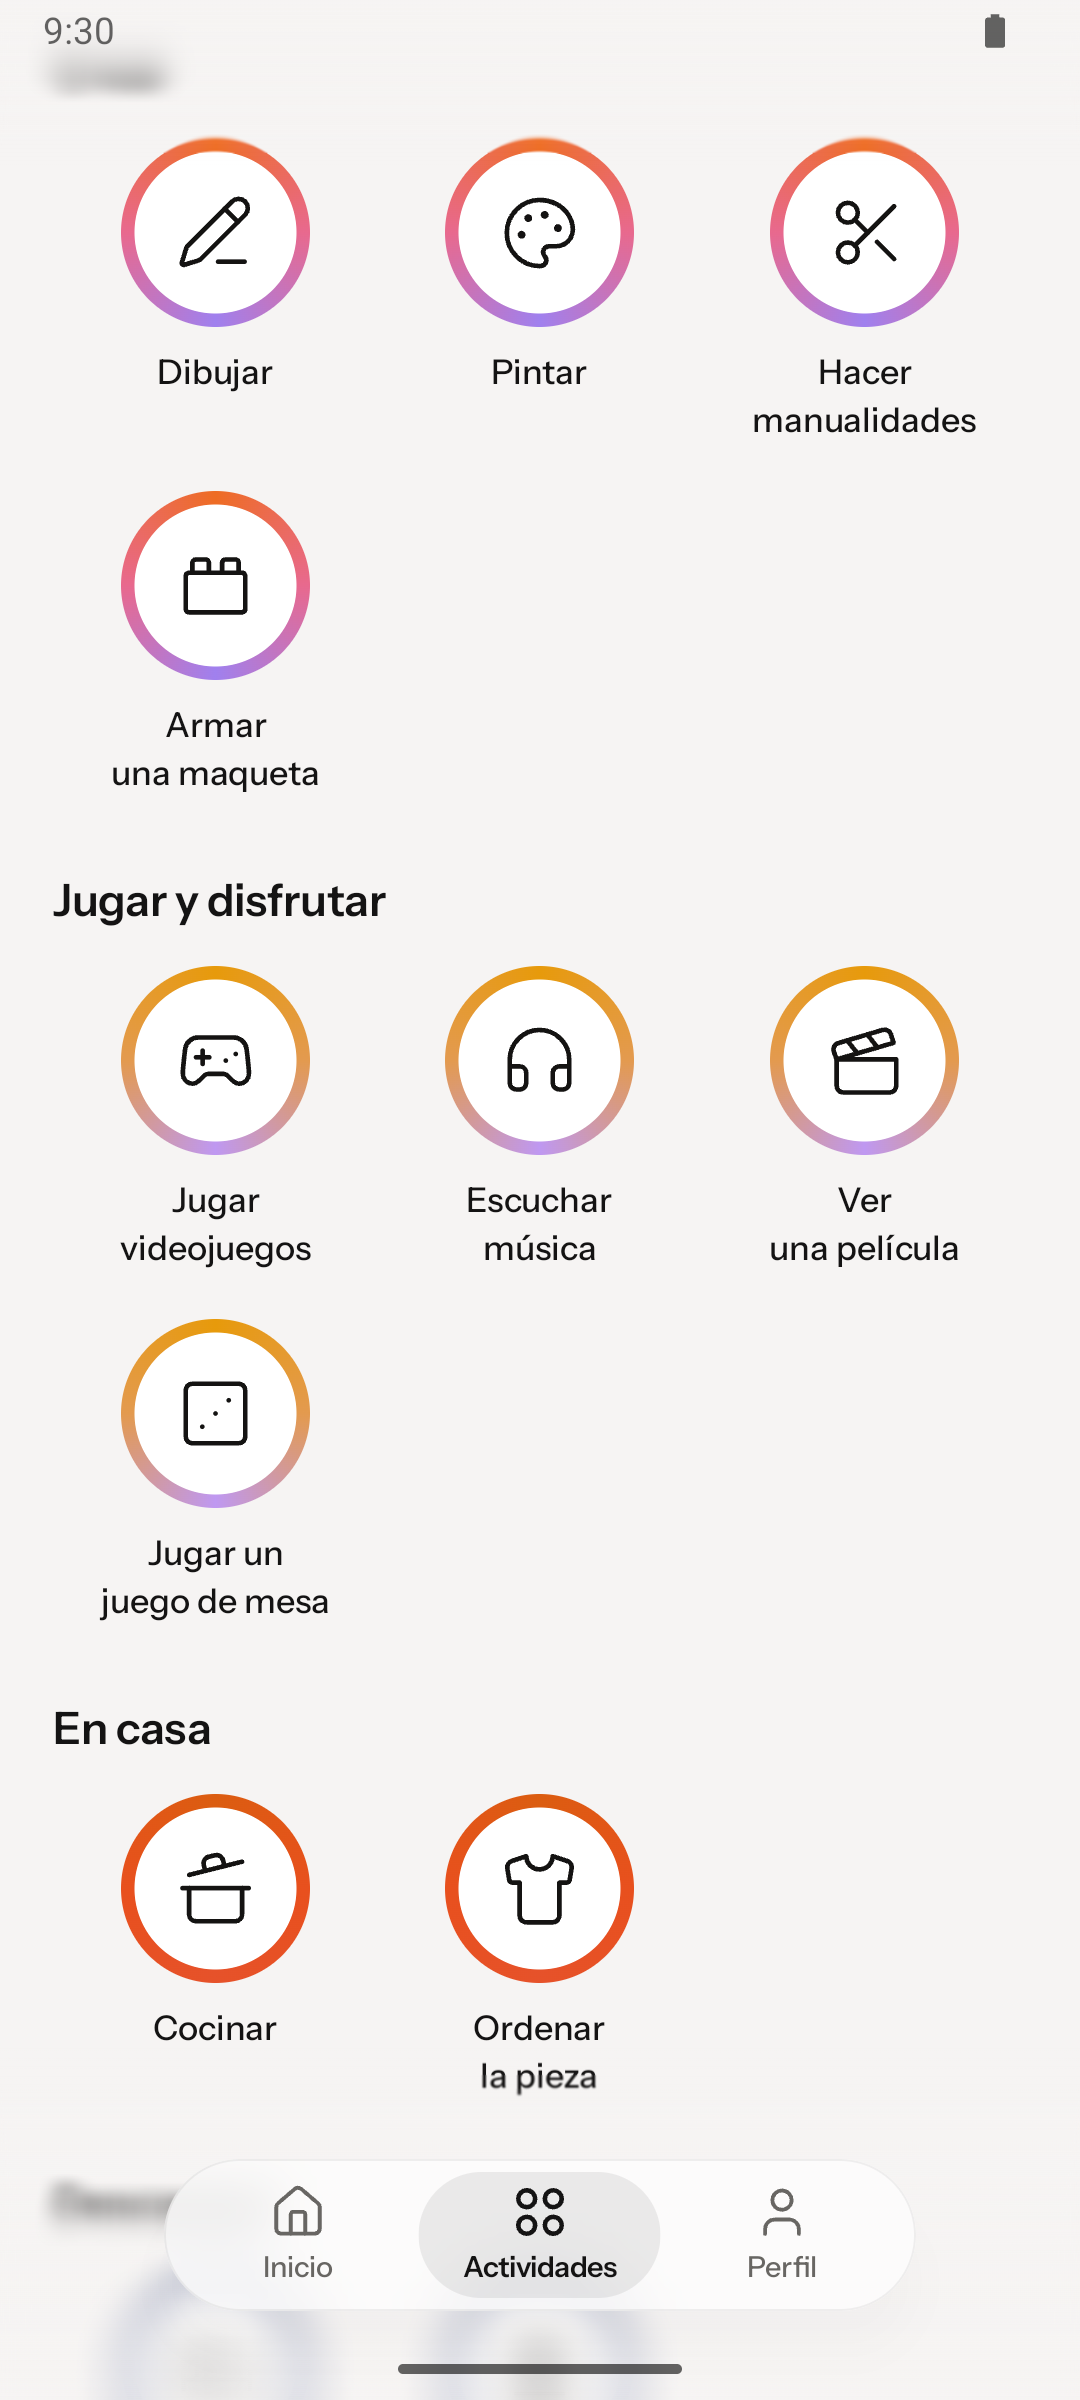 9:30
Dibujar
Pintar
Hacer
manualidades
Armar
una maqueta
Jugar y disfrutar
Jugar
videojuegos
Escuchar
música
Ver
una película
Jugar un
juego de mesa
En casa
Cocinar
Ordenar
la pieza
Inicio
Actividades
Perfil